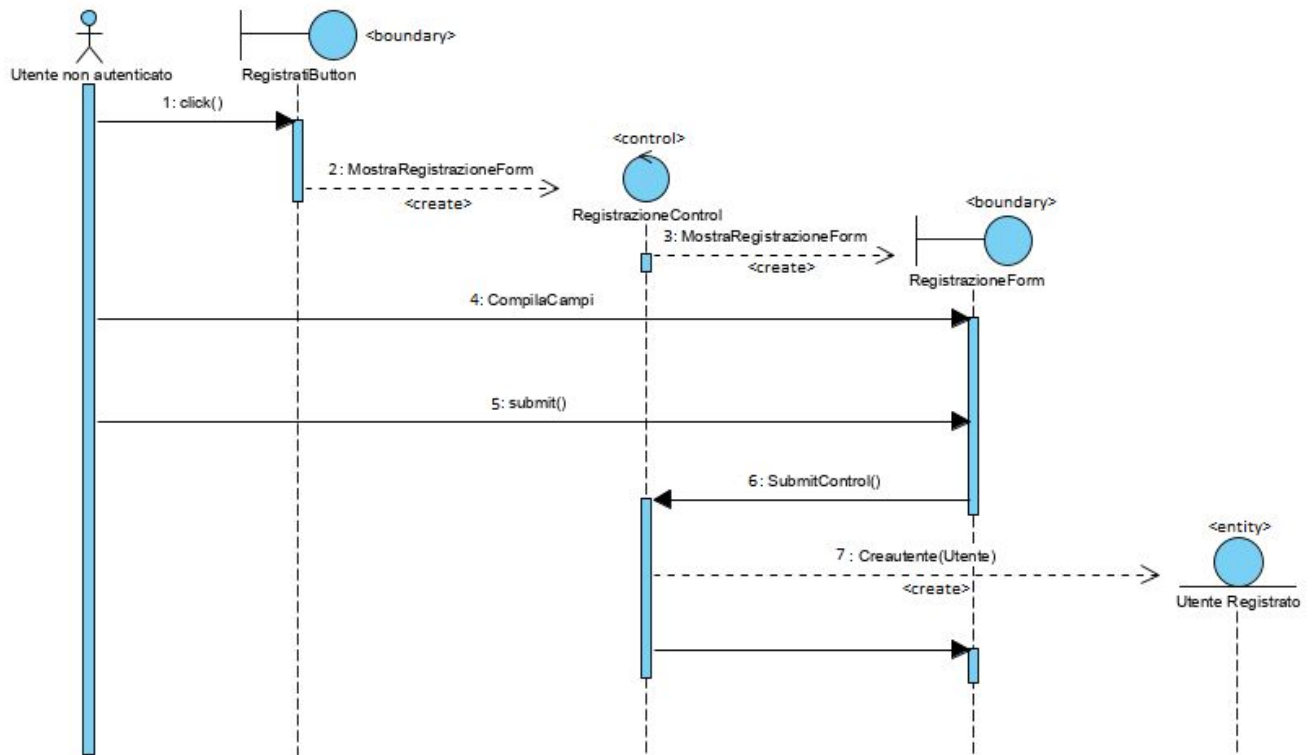 <boundary>
Utente non autenticato
RegistratiButton
1: click()
<control>
2: MostraRegistrazioneForm
<create>
RegistrazioneControl
<boundary>
3: MostraRegistrazioneForm
<create>
RegistrazioneForm
4: CompilaCampi
5: submit()
6: SubmitControl()
<entity>
7 : Creautente(Utente)
<create>
Utente Registrato